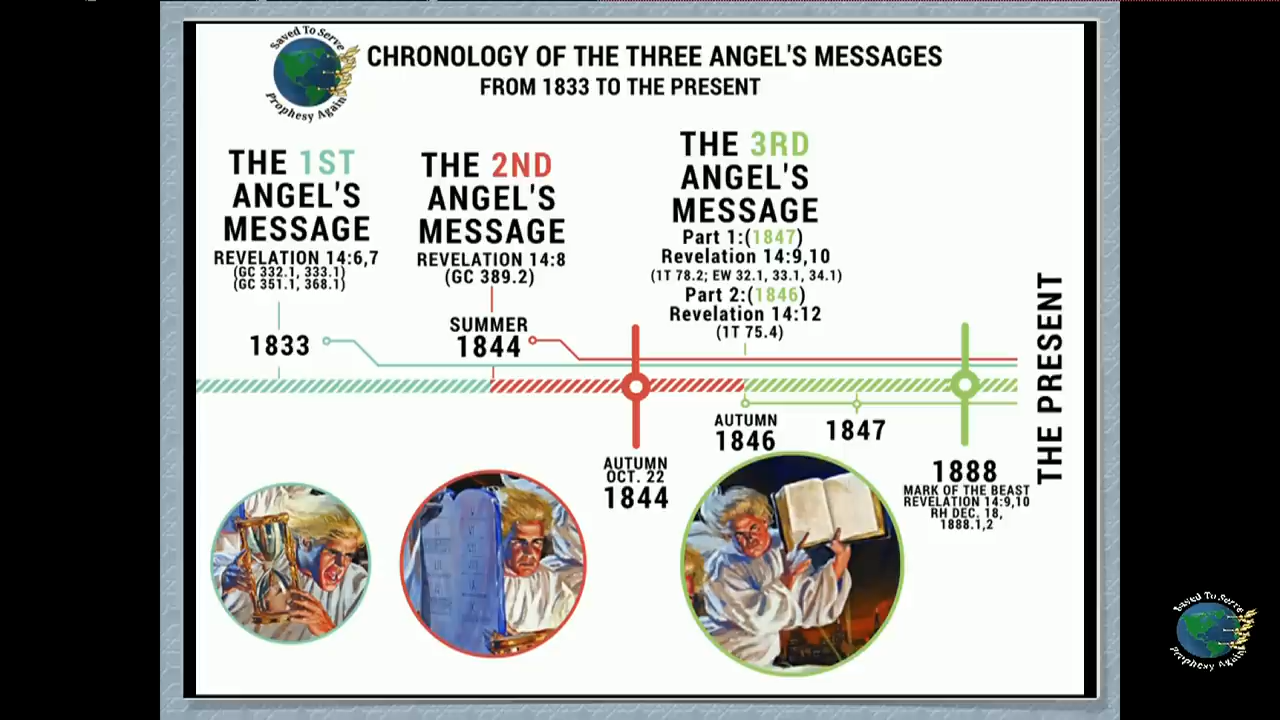 Saved To Serve
Prophesy Again
CHRONOLOGY OF THE THREE ANGEL'S MESSAGES
FROM 1833 TO THE PRESENT
THE 1ST
ANGEL'S
MESSAGE
REVELATION 14:6,7
(GC 332.1, 333.1)
(GC 351.1, 368.1)
1833
THE 2ND
ANGEL'S
MESSAGE
REVELATION 14:8
(GC 389.2)
SUMMER
1844
THE 3RD
ANGEL'S
MESSAGE
Part 1:(1847)
Revelation 14:9,10
(1T 78.2; EW 32.1, 33.1, 34.1)
Part 2:(1846)
Revelation 14:12
(1T 75.4)
AUTUMN
OCT. 22
1844
AUTUMN
1846
1847
1888
MARK OF THE BEAST
REVELATION 14:9,10
RH DEC. 18,
1888.1,2
THE PRESENT
Saved To Serve
Prophesy Again